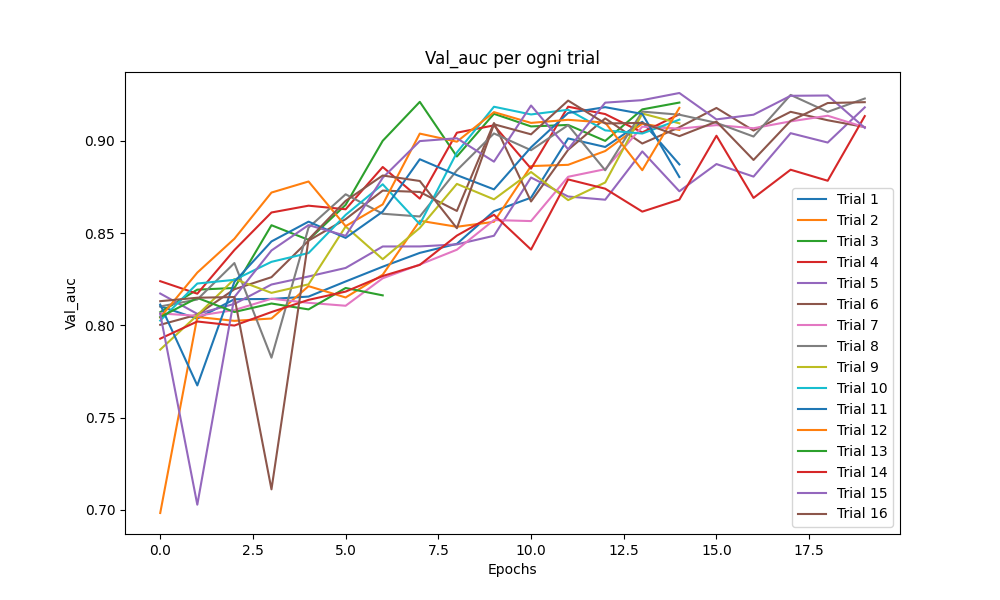 Val_auc per ogni trial
Val_auc
0.90
0.85
0.80
0.75
0.70
0.0
2.5
5.0
7.5
10.0
12.5
15.0
17.5
Epochs
Trial 1
Trial 2
Trial 3
Trial 4
Trial 5
Trial 6
Trial 7
Trial 8
Trial 9
Trial 10
Trial 11
Trial 12
Trial 13
Trial 14
Trial 15
Trial 16